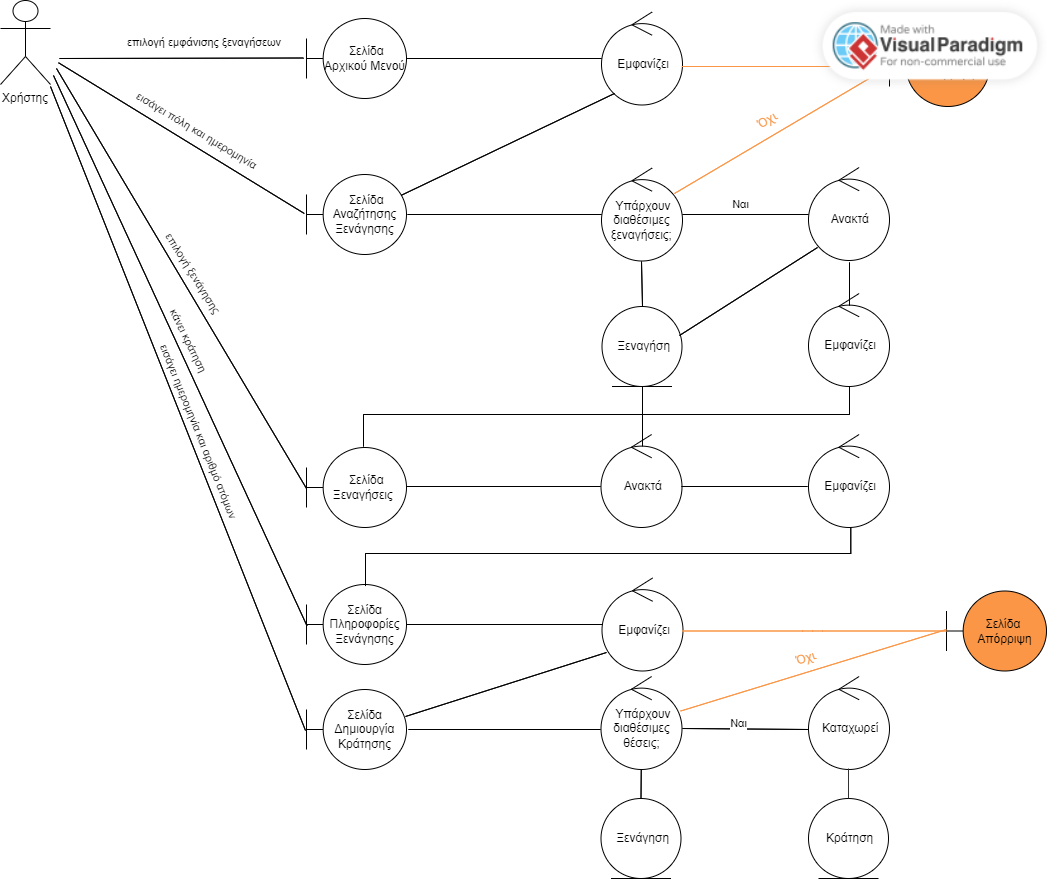 Made with
VisualParadigm
For non-commercial use
επιλογή εμφάνισης ξεναγήσεων
Σελίδα
Αρχικού Μενού
Εμφανίζει
Χρήστης
εισάγει πόλη και ημερομηνία
Όχι
Σελίδα
Αναζήτησης
Ξενάγησης
Υπάρχουν
διαθέσιμες
ξεναγήσεις;
Ναι
Ανακτά
επιλογή ξενάγησης
κάνει κράτηση
εισάγει ημερομηνία και αριθμό ατόμων
Ξεναγήση
Εμφανίζει
Σελίδα
Ξεναγήσεις
Ανακτά
Εμφανίζει
Σελίδα
Πληροφορίες
Ξενάγησης
Εμφανίζει
Σελίδα
Απόρριψη
Όχι
Σελίδα
Δημιουργία
Κράτησης
Υπάρχουν
διαθέσιμες
θέσεις;
Ναι
Καταχωρεί
Ξενάγηση
Κράτηση